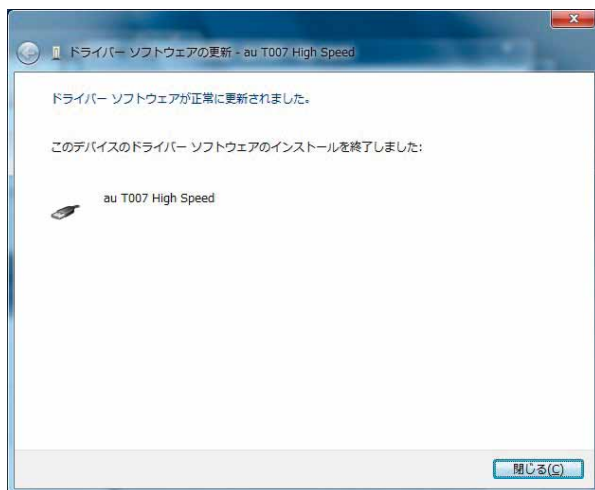 ドライバー ソフトウェアの更新 - au T007 High Speed
ドライバー ソフトウェアが正常に更新されました。
このデバイスのドライバー ソフトウェアのインストールを終了しました:
au T007 High Speed
閉じる(C)